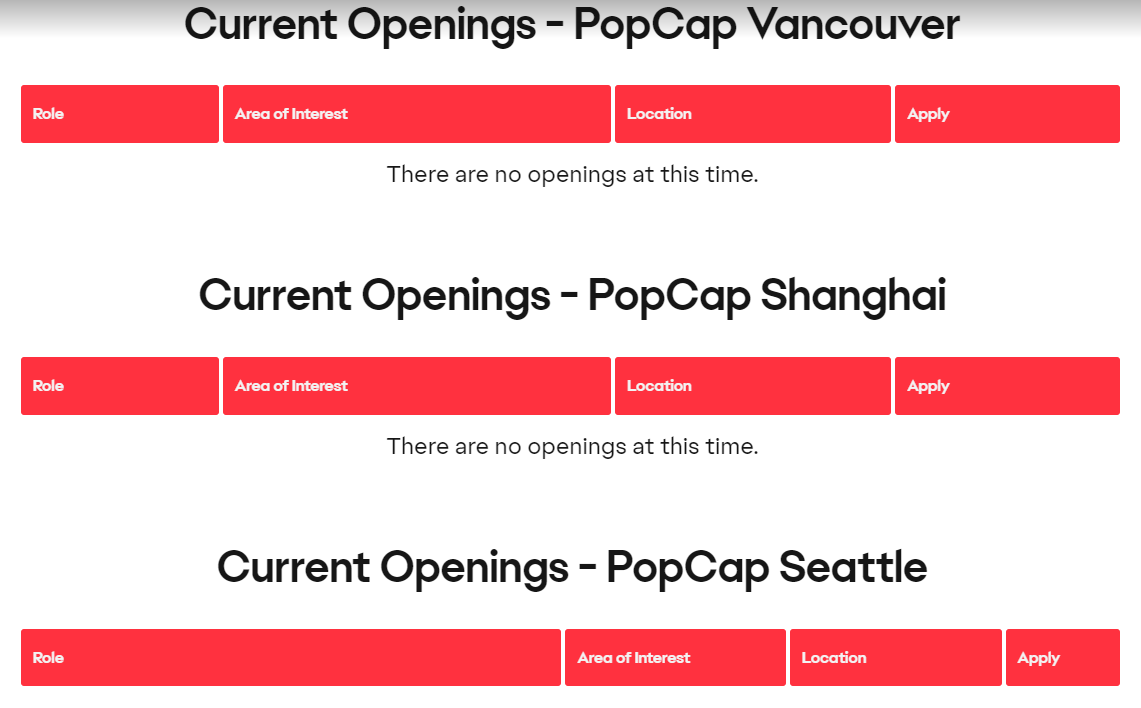 Current Openings - PopCap Vancouver
Role Area of Interest Location Apply
There are no openings at this time.
Current Openings - PopCap Shanghai
Role Area of Interest Location Apply
There are no openings at this time.
Current Openings - PopCap Seattle
Role Area of Interest Location Apply